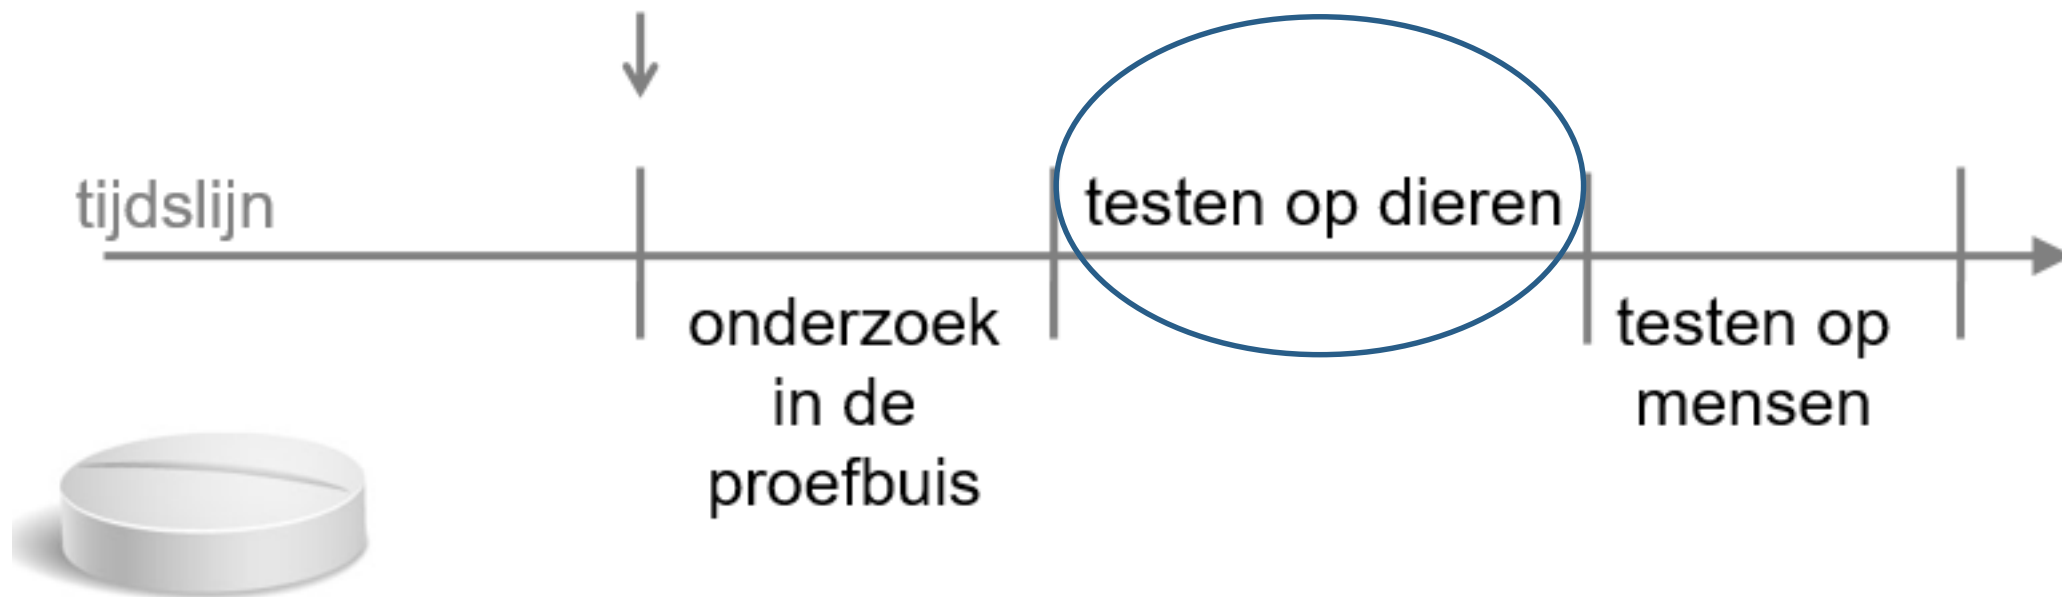 tijdslijn
testen op dieren
onderzoek
in de
proefbuis
testen op
mensen